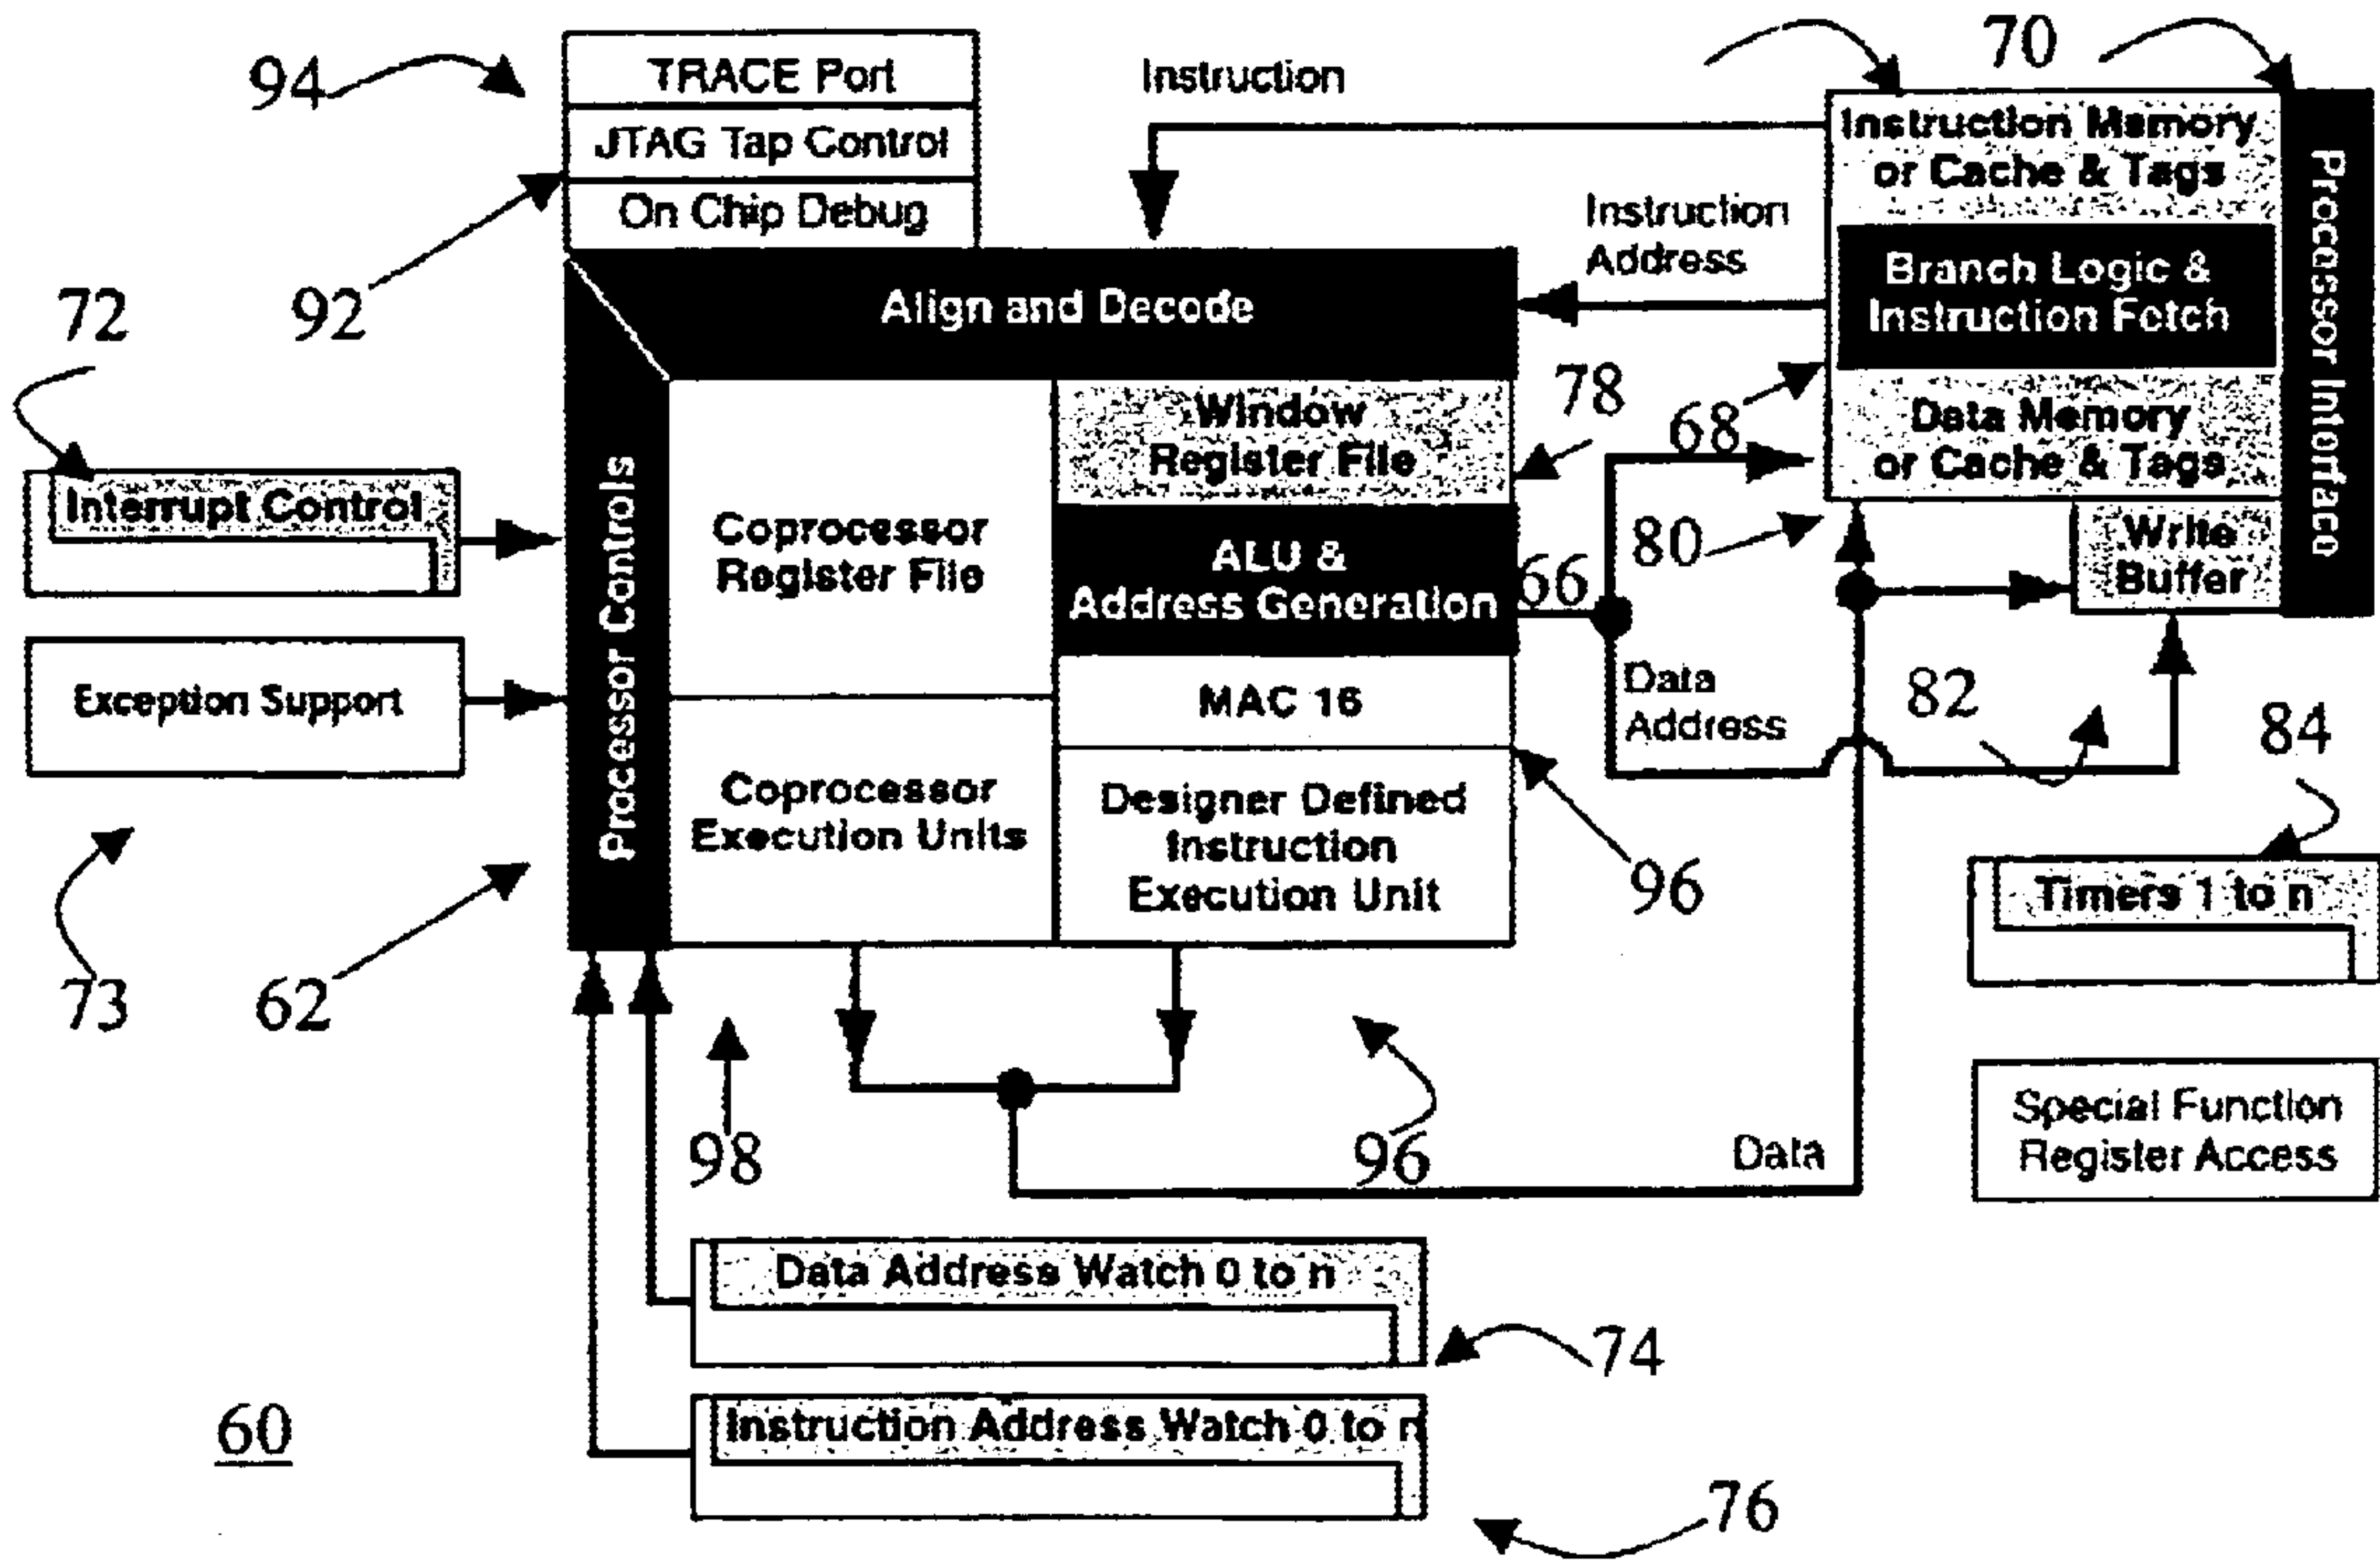 94
TRACE Port
JTAG Tap Control
On Chip Debug
92
Instruction
70
Instruction Memory
or Cache & Tags
Branch Logic &
Instruction Fetch
Data Memory
or Cache & Tags
Write
Buffer
Processor Interface
Instruction
Address
Align and Decode
72
Interrupt Control
Exception Support
73
62
Processor Controls
Coprocessor
Register File
Window
Register File
78
68
80
ALU &
Address Generation
66
MAC 16
Data
Address
82
84
Coprocessor
Execution Units
Designer Defined
Instruction
Execution Unit
96
Timers 1 to n
98
96
Data
Special Function
Register Access
Data Address Watch 0 to n
74
Instruction Address Watch 0 to n
76
60